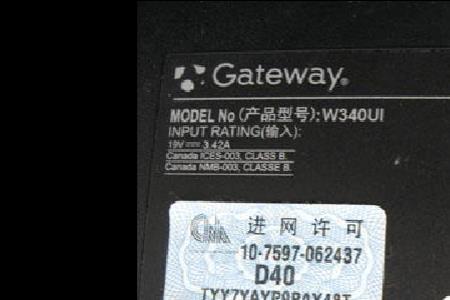 Gateway
MODEL No (产品型号): W340UI
INPUT RATING(输入):
19V 3.42A
Canada ICES-003, CLASS B.
Canada NMB-003, CLASSE B.
CNA 进网许可
10-7597-062437
D40